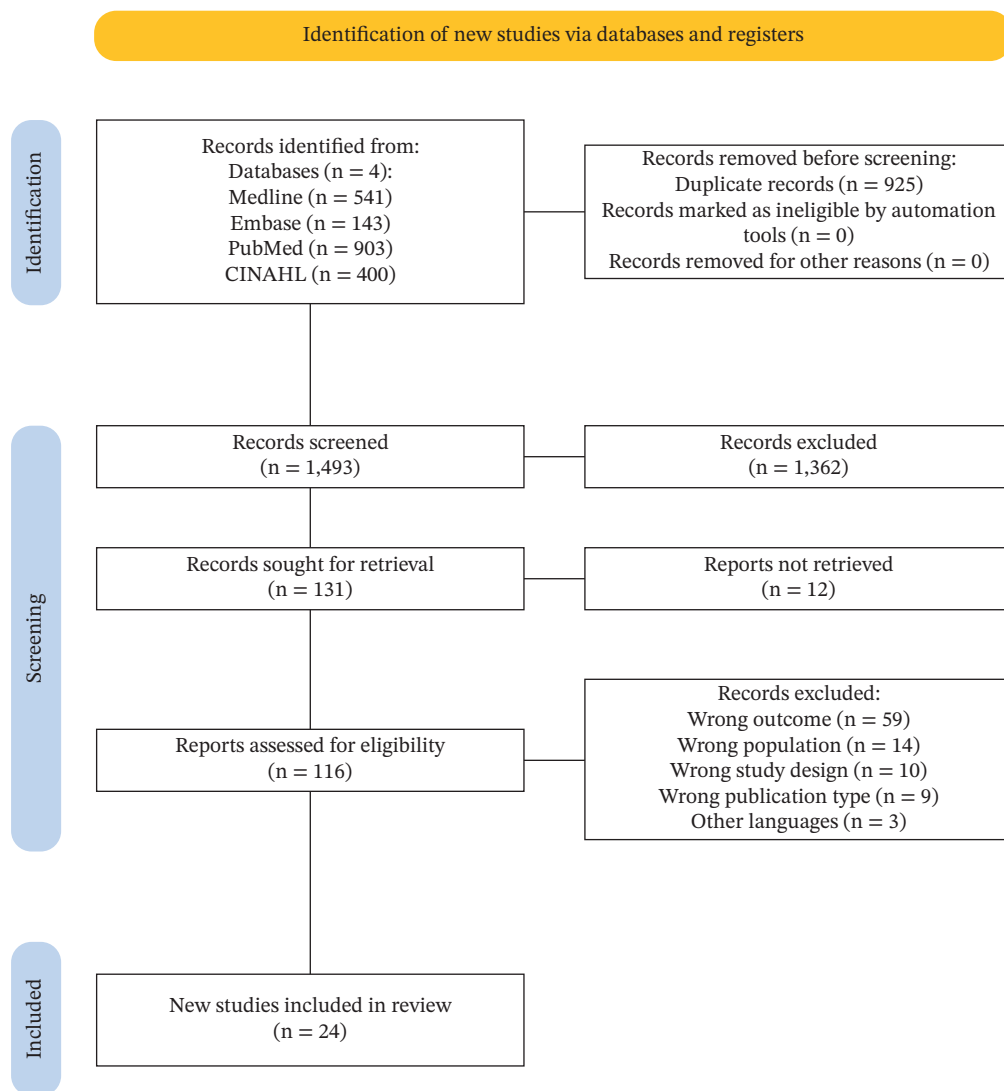 Identification of new studies via databases and registers
Identification
Records identified from:
Databases (n = 4):
Medline (n = 541)
Embase (n = 143)
PubMed (n = 903)
CINAHL (n = 400)
Records removed before screening:
Duplicate records (n = 925)
Records marked as ineligible by automation
tools (n = 0)
Records removed for other reasons (n = 0)
Screening
Records screened
(n = 1,493)
Records excluded
(n = 1,362)
Records sought for retrieval
(n = 131)
Reports not retrieved
(n = 12)
Reports assessed for eligibility
(n = 116)
Records excluded:
Wrong outcome (n = 59)
Wrong population (n = 14)
Wrong study design (n = 10)
Wrong publication type (n = 9)
Other languages (n = 3)
Included
New studies included in review
(n = 24)